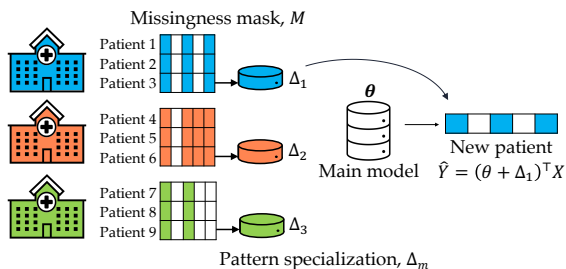 Missingness mask, M
Patient 1
Patient 2
Patient 3
Δ₁
Patient 4
Patient 5
Patient 6
Δ₂
Patient 7
Patient 8
Patient 9
Δ₃
Pattern specialization, Δₘ
θ
Main model
New patient
Ŷ = (θ + Δ₁)ᵀX